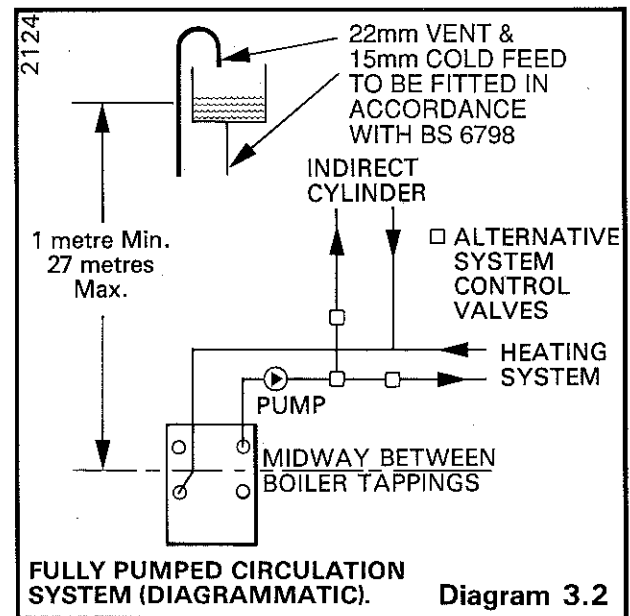 2124
22mm VENT &
15mm COLD FEED
TO BE FITTED IN
ACCORDANCE
WITH BS 6798
INDIRECT
CYLINDER
1 metre Min.
27 metres
Max.
□ ALTERNATIVE
SYSTEM
CONTROL
VALVES
HEATING
SYSTEM
PUMP
MIDWAY BETWEEN
BOILER TAPPINGS
FULLY PUMPED CIRCULATION
SYSTEM (DIAGRAMMATIC).
Diagram 3.2